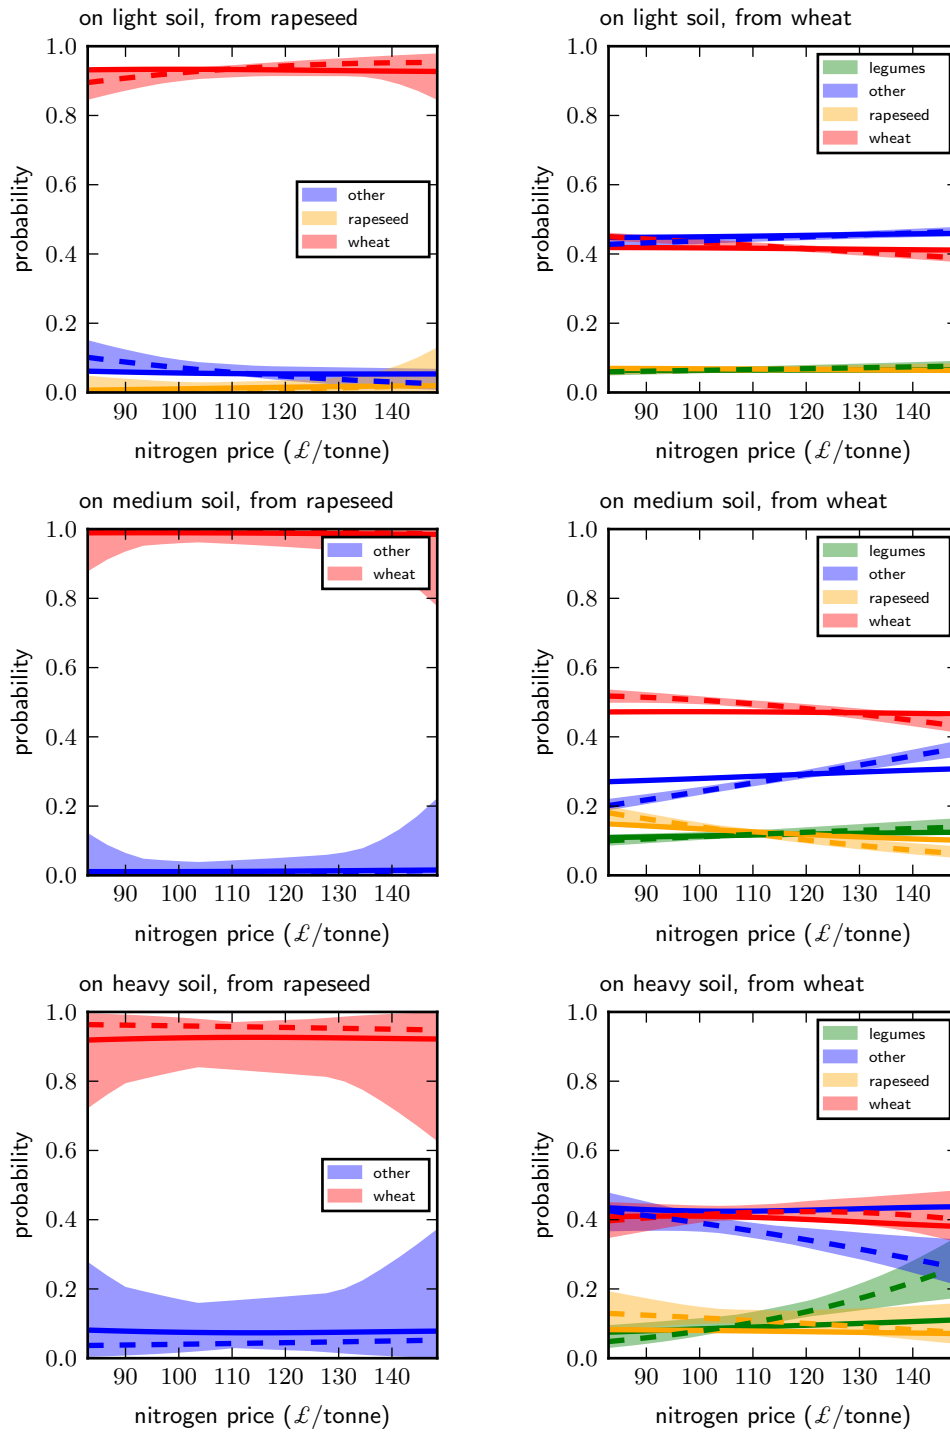 on light soil, from rapeseed
1.0
0.8
0.6
0.4
0.2
0.0
probability
other
rapeseed
wheat
90 100 110 120 130 140
nitrogen price (£/tonne)
on light soil, from wheat
1.0
0.8
0.6
0.4
0.2
0.0
probability
legumes
other
rapeseed
wheat
90 100 110 120 130 140
nitrogen price (£/tonne)
on medium soil, from rapeseed
1.0
0.8
0.6
0.4
0.2
0.0
probability
other
wheat
90 100 110 120 130 140
nitrogen price (£/tonne)
on medium soil, from wheat
1.0
0.8
0.6
0.4
0.2
0.0
probability
legumes
other
rapeseed
wheat
90 100 110 120 130 140
nitrogen price (£/tonne)
on heavy soil, from rapeseed
1.0
0.8
0.6
0.4
0.2
0.0
probability
other
wheat
90 100 110 120 130 140
nitrogen price (£/tonne)
on heavy soil, from wheat
1.0
0.8
0.6
0.4
0.2
0.0
probability
legumes
other
rapeseed
wheat
90 100 110 120 130 140
nitrogen price (£/tonne)